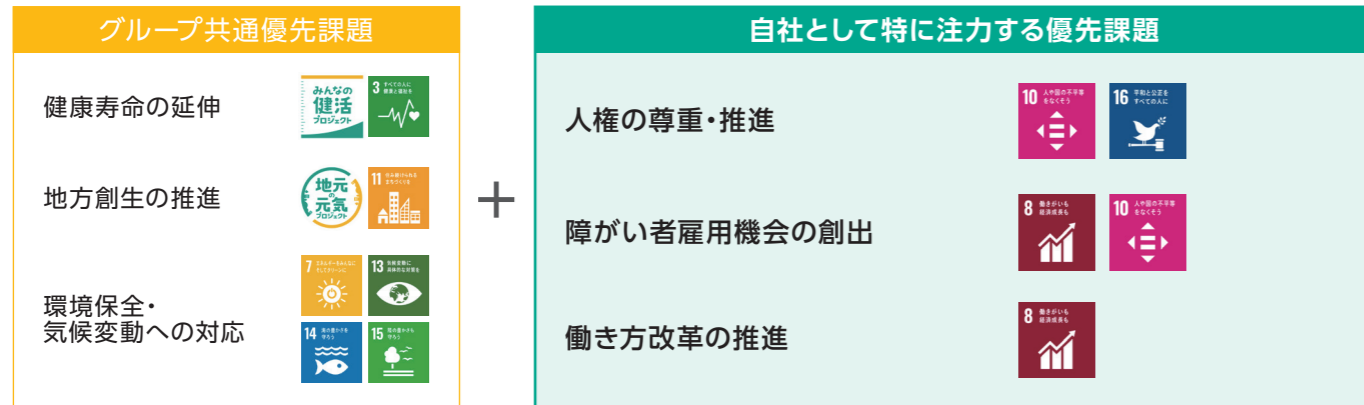 グループ共通優先課題
健康寿命の延伸
みんなの
健活
プロジェクト
3 すべての人に
健康と福祉を
地方創生の推進
地元
の
元気
プロジェクト
11 住み続けられる
まちづくりを
環境保全・
気候変動への対応
7 エネルギーをみんなに
そしてクリーンに
13 気候変動に
具体的な対策を
14 海の豊かさを
守ろう
15 陸の豊かさも
守ろう
＋
自社として特に注力する優先課題
人権の尊重・推進
10 人や国の不平等
をなくそう
16 平和と公正を
すべての人に
障がい者雇用機会の創出
8 働きがいも
経済成長も
10 人や国の不平等
をなくそう
働き方改革の推進
8 働きがいも
経済成長も